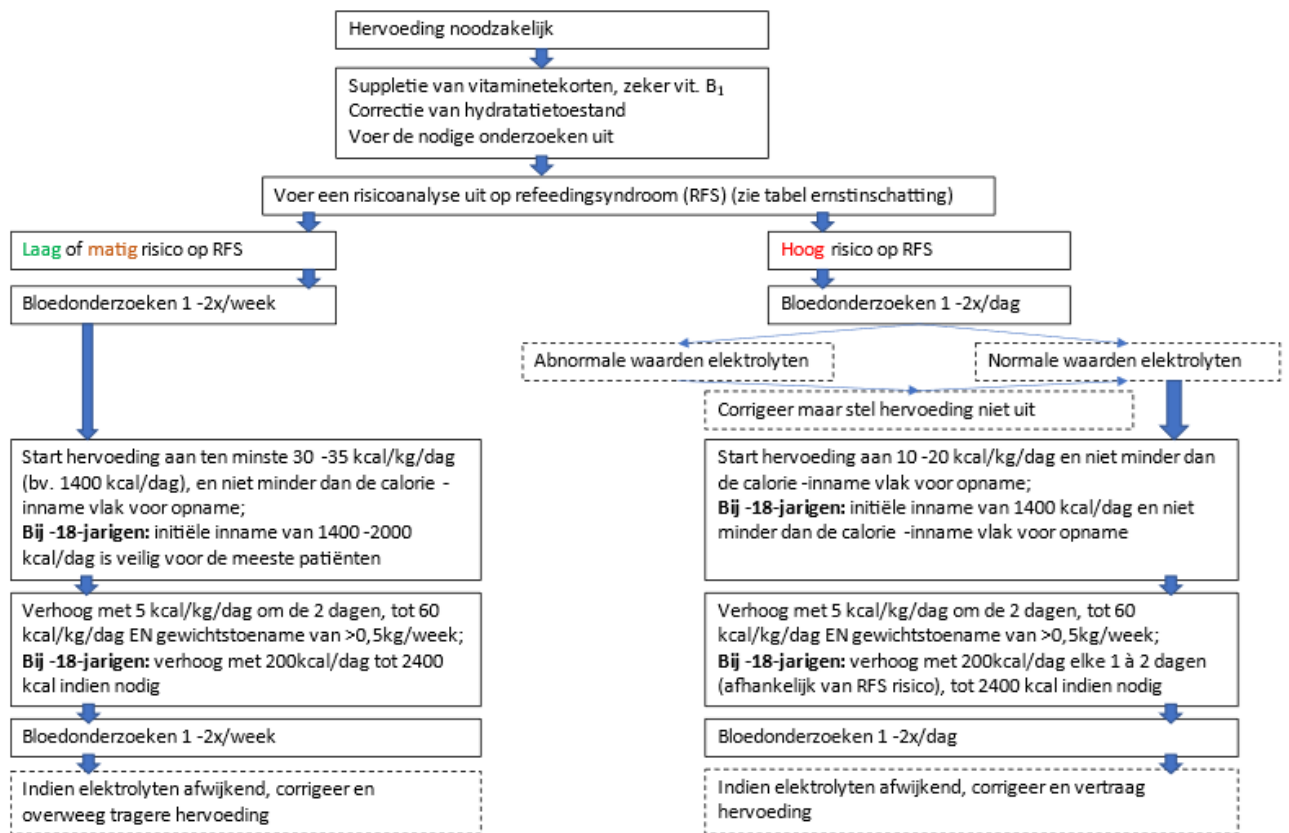 Hervoeding noodzakelijk
Suppletie van vitaminetekorten, zeker vit. B₁
Correctie van hydratatietoestand
Voer de nodige onderzoeken uit
Voer een risicoanalyse uit op refeedingsyndroom (RFS) (zie tabel ernstinschatting)
Laag of matig risico op RFS
Hoog risico op RFS
Bloedonderzoeken 1 -2x/week
Bloedonderzoeken 1 -2x/dag
Abnormale waarden elektrolyten
Normale waarden elektrolyten
Corrigeer maar stel hervoeding niet uit
Start hervoeding aan ten minste 30 -35 kcal/kg/dag
(bv. 1400 kcal/dag), en niet minder dan de calorie -
inname vlak voor opname;
Bij -18-jarigen: initiële inname van 1400 -2000
kcal/dag is veilig voor de meeste patiënten
Start hervoeding aan 10 -20 kcal/kg/dag en niet minder dan
de calorie -inname vlak voor opname;
Bij -18-jarigen: initiële inname van 1400 kcal/dag en niet
minder dan de calorie -inname vlak voor opname
Verhoog met 5 kcal/kg/dag om de 2 dagen, tot 60
kcal/kg/dag EN gewichtstoename van >0,5kg/week;
Bij -18-jarigen: verhoog met 200kcal/dag tot 2400
kcal indien nodig
Verhoog met 5 kcal/kg/dag om de 2 dagen, tot 60
kcal/kg/dag EN gewichtstoename van >0,5kg/week;
Bij -18-jarigen: verhoog met 200kcal/dag elke 1 à 2 dagen
(afhankelijk van RFS risico), tot 2400 kcal indien nodig
Bloedonderzoeken 1 -2x/week
Bloedonderzoeken 1 -2x/dag
Indien elektrolyten afwijkend, corrigeer en
overweeg tragere hervoeding
Indien elektrolyten afwijkend, corrigeer en vertraag
hervoeding